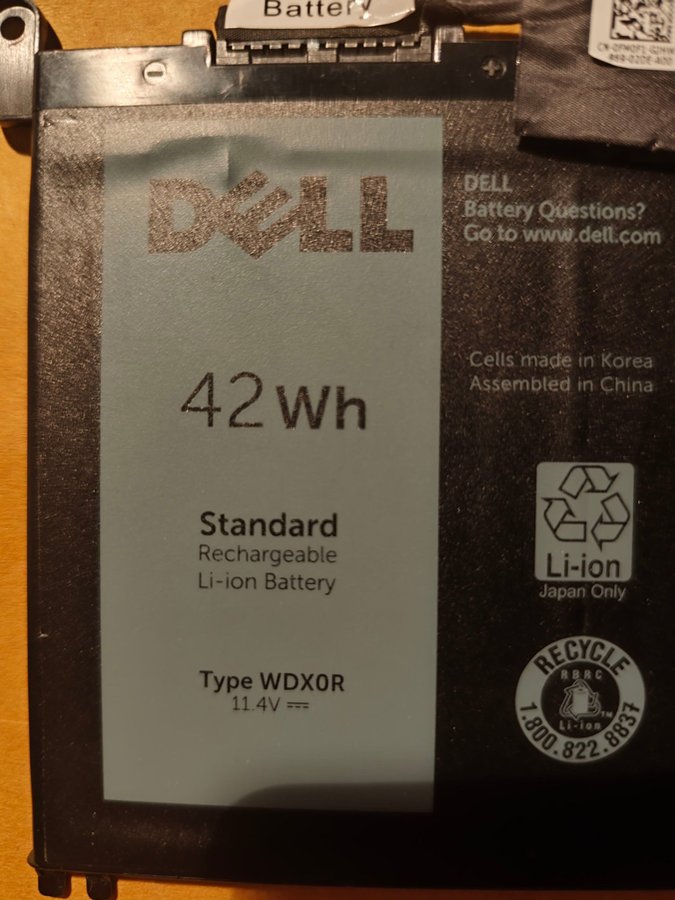 Battery
DELL
DELL
Battery Questions?
Go to www.dell.com
Cells made in Korea
Assembled in China
42Wh
Standard
Rechargeable
Li-ion Battery
Type WDX0R
11.4V
Li-ion
Japan Only
RECYCLE
RBRC
Li-ion
TM
1.800.822.8837